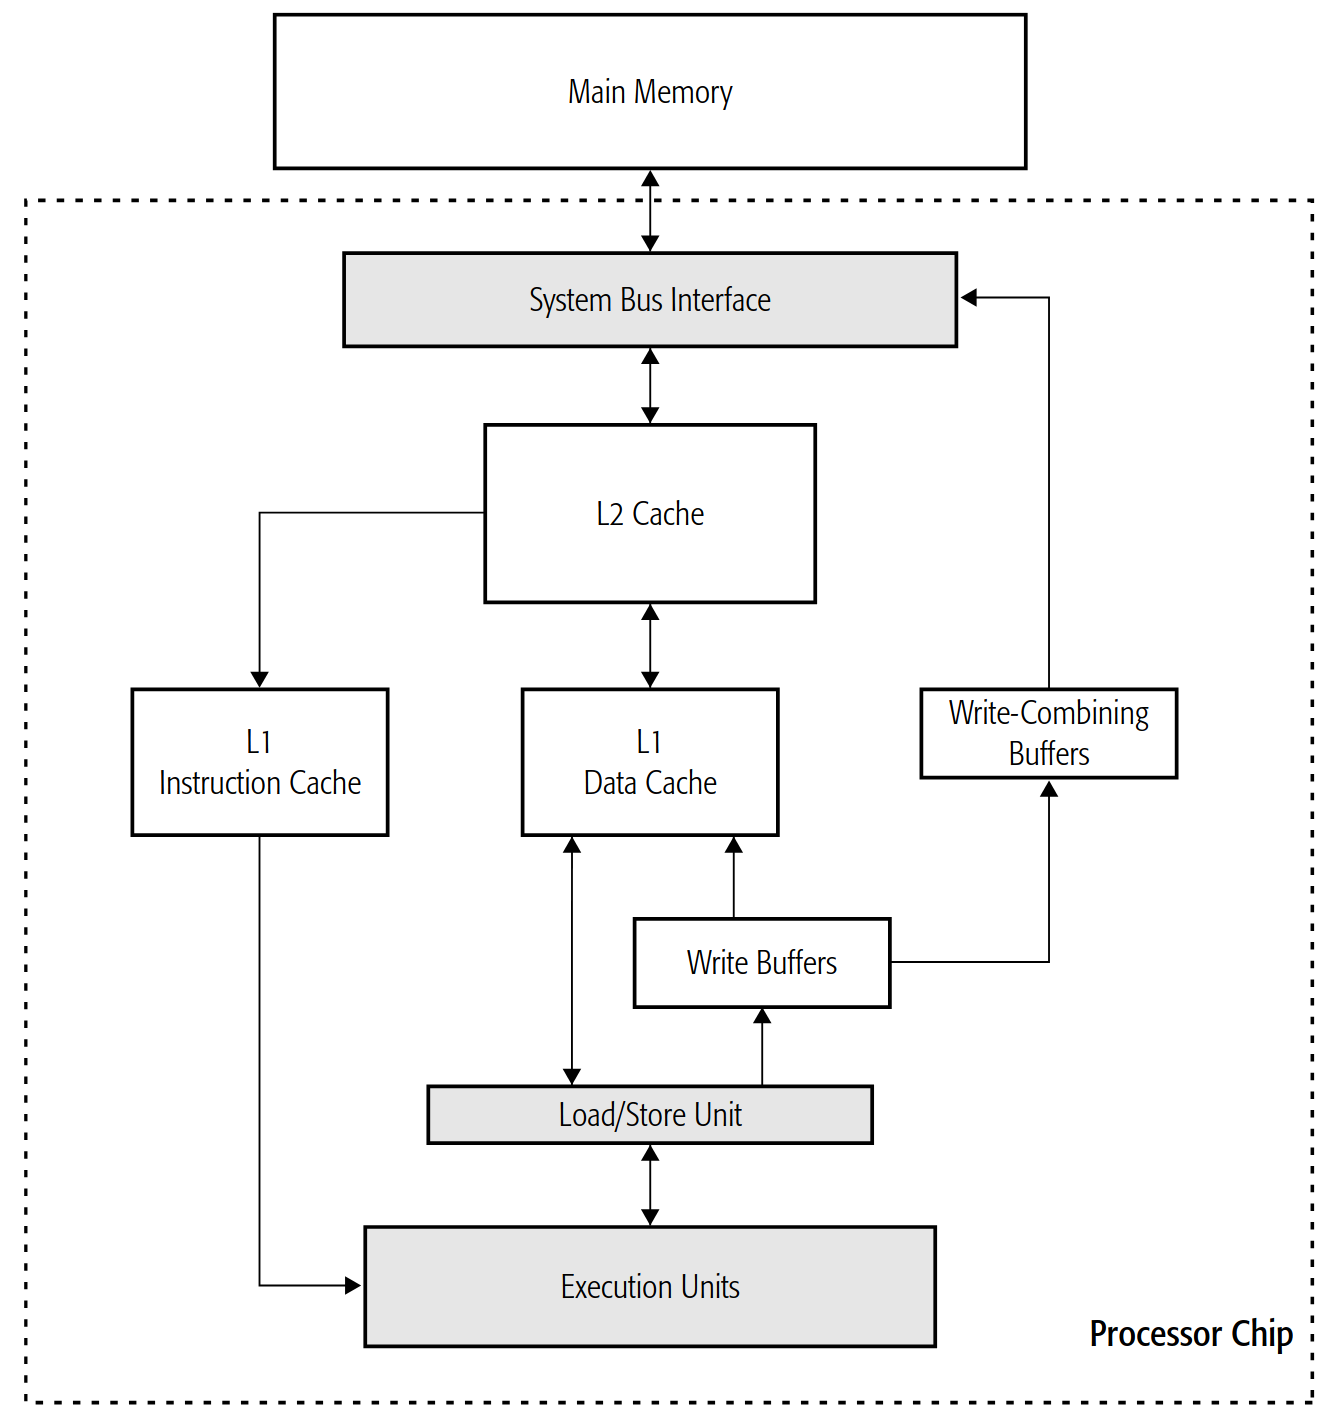 Main Memory
System Bus Interface
L2 Cache
L1
Instruction Cache
L1
Data Cache
Write-Combining
Buffers
Write Buffers
Load/Store Unit
Execution Units
Processor Chip